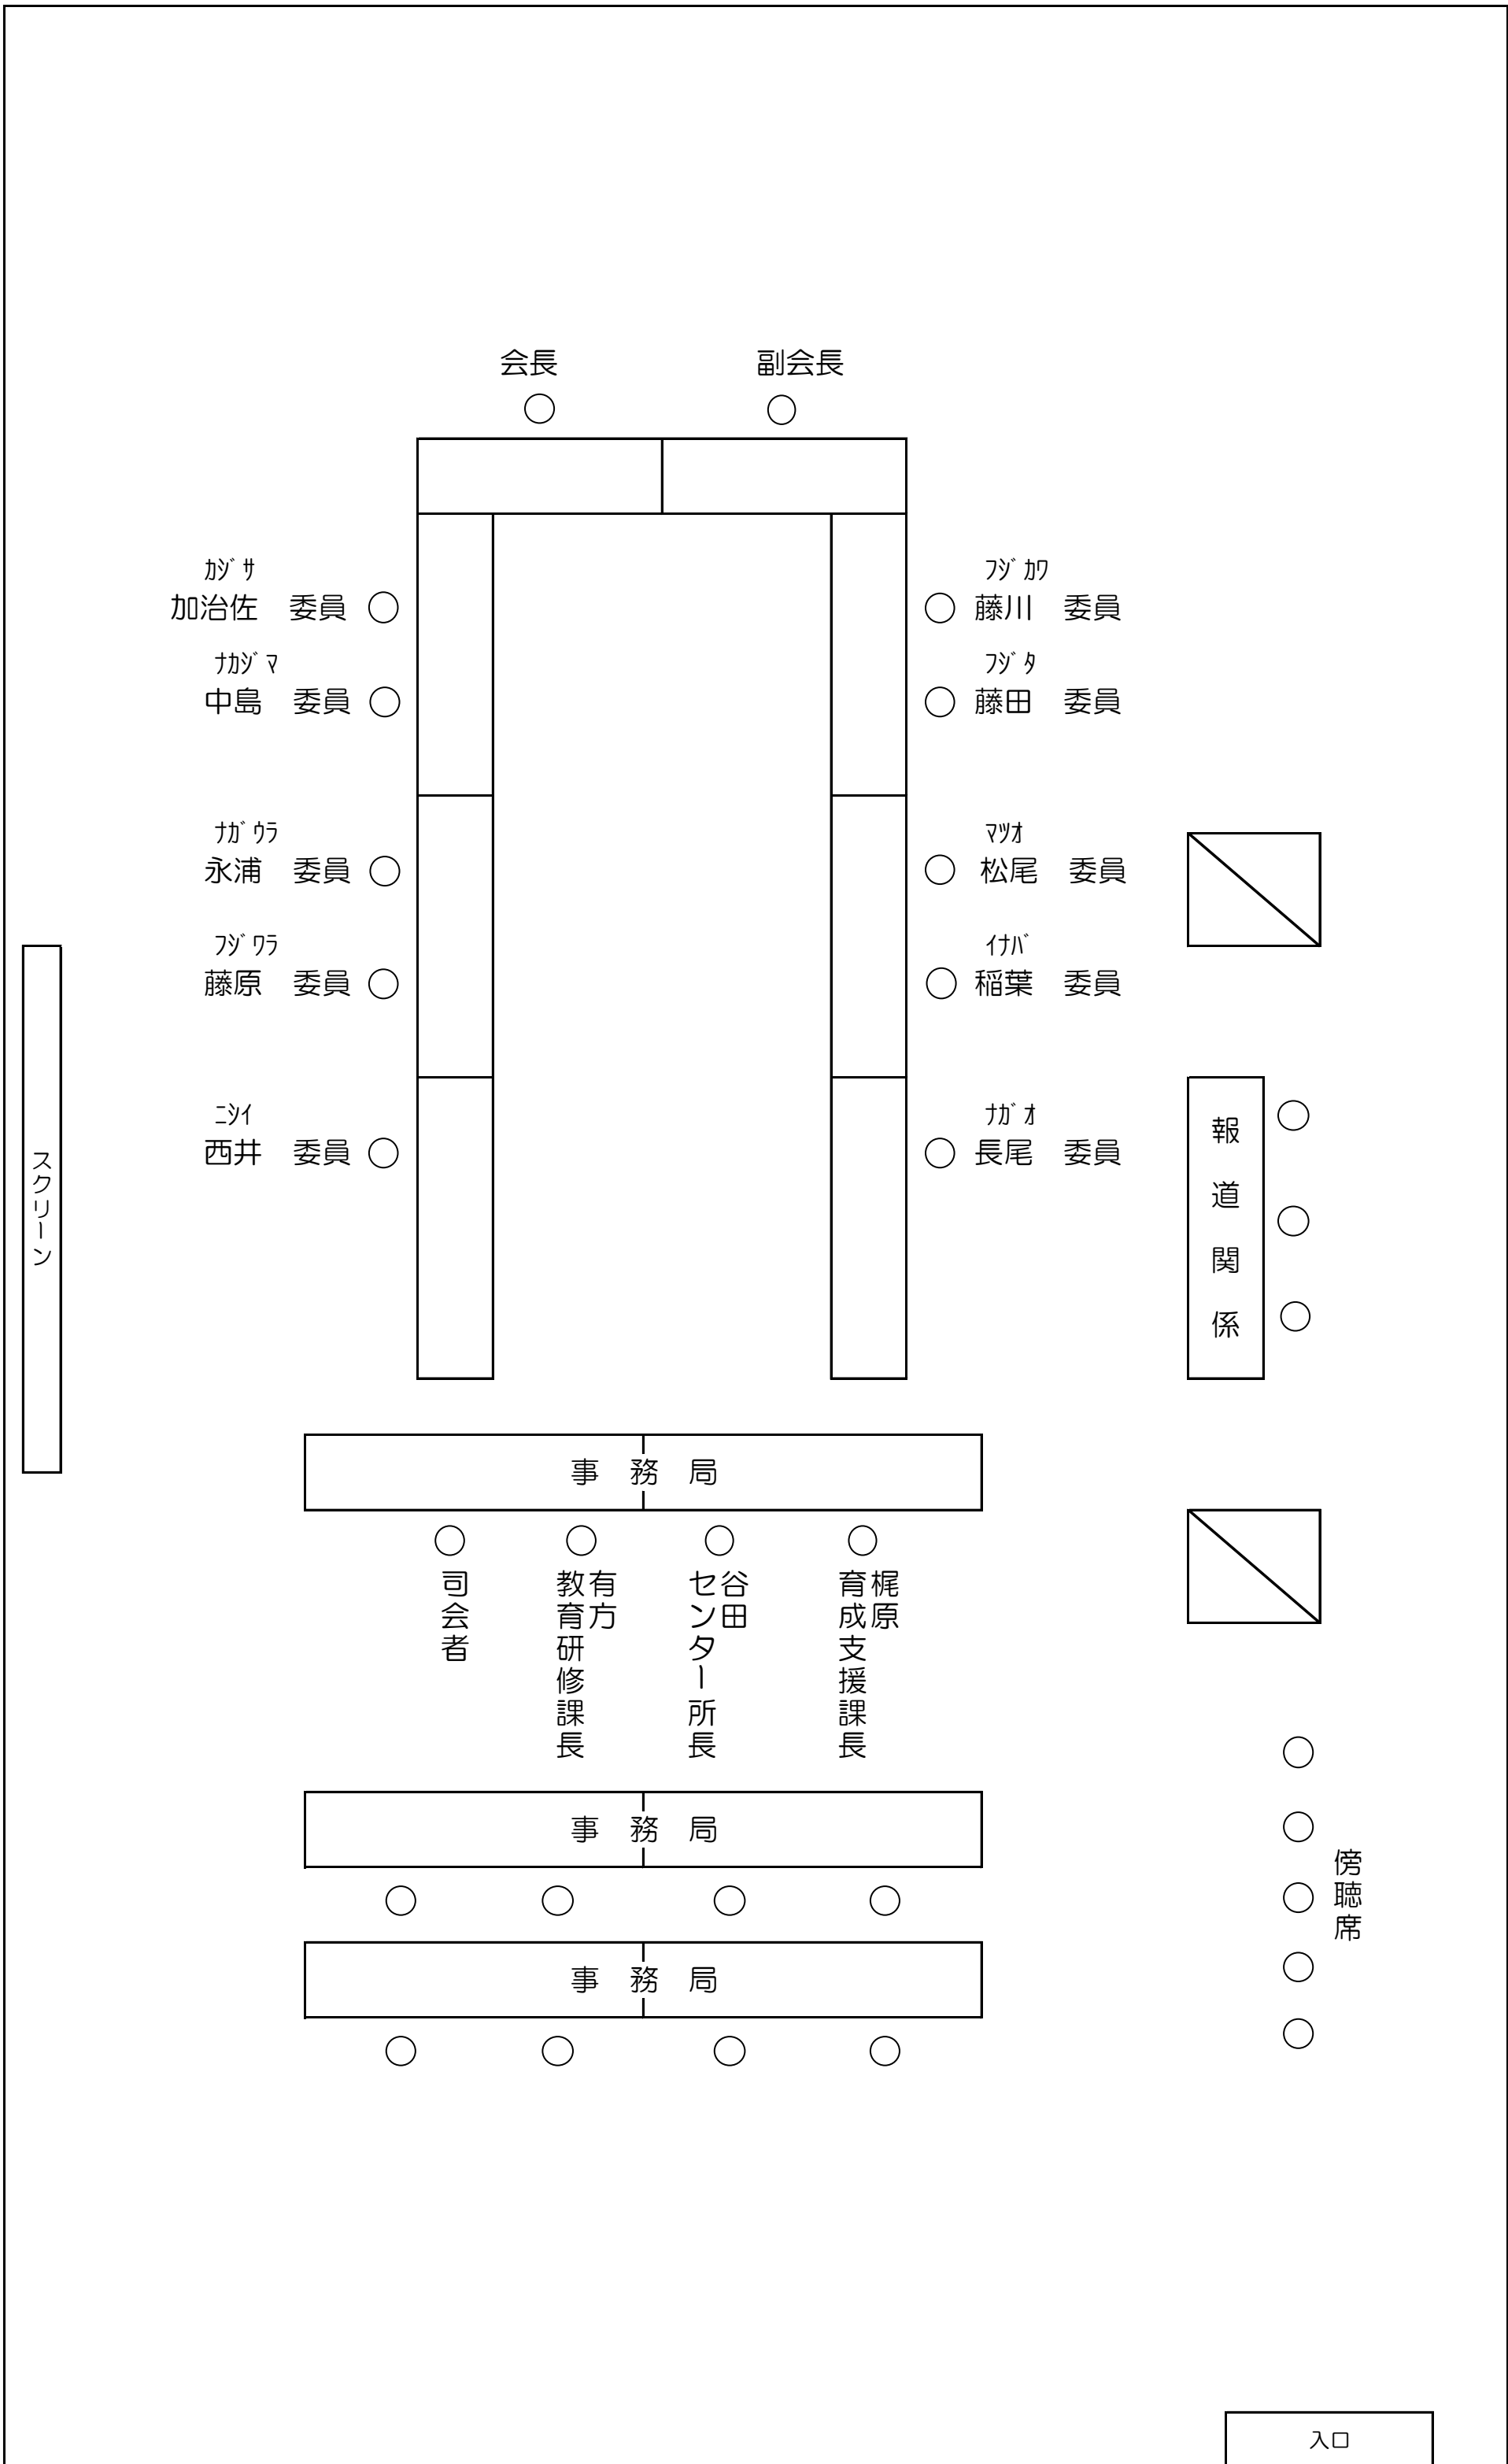 会長
副会長
ｶｼﾞｻ
加治佐　委員
ﾌｼﾞｶﾜ
藤川　委員
ﾅｶｼﾞﾏ
中島　委員
ﾌｼﾞﾀ
藤田　委員
ﾅｶﾞｳﾗ
永浦　委員
ﾏﾂｵ
松尾　委員
ﾌｼﾞﾜﾗ
藤原　委員
ｲﾅﾊﾞ
稲葉　委員
ﾆｼｲ
西井　委員
ﾅｶﾞｵ
長尾　委員
スクリーン
報道関係
事　務　局
司会者
有方
教育研修課長
谷田
センター所長
梶原
育成支援課長
事　務　局
傍聴席
事　務　局
入口